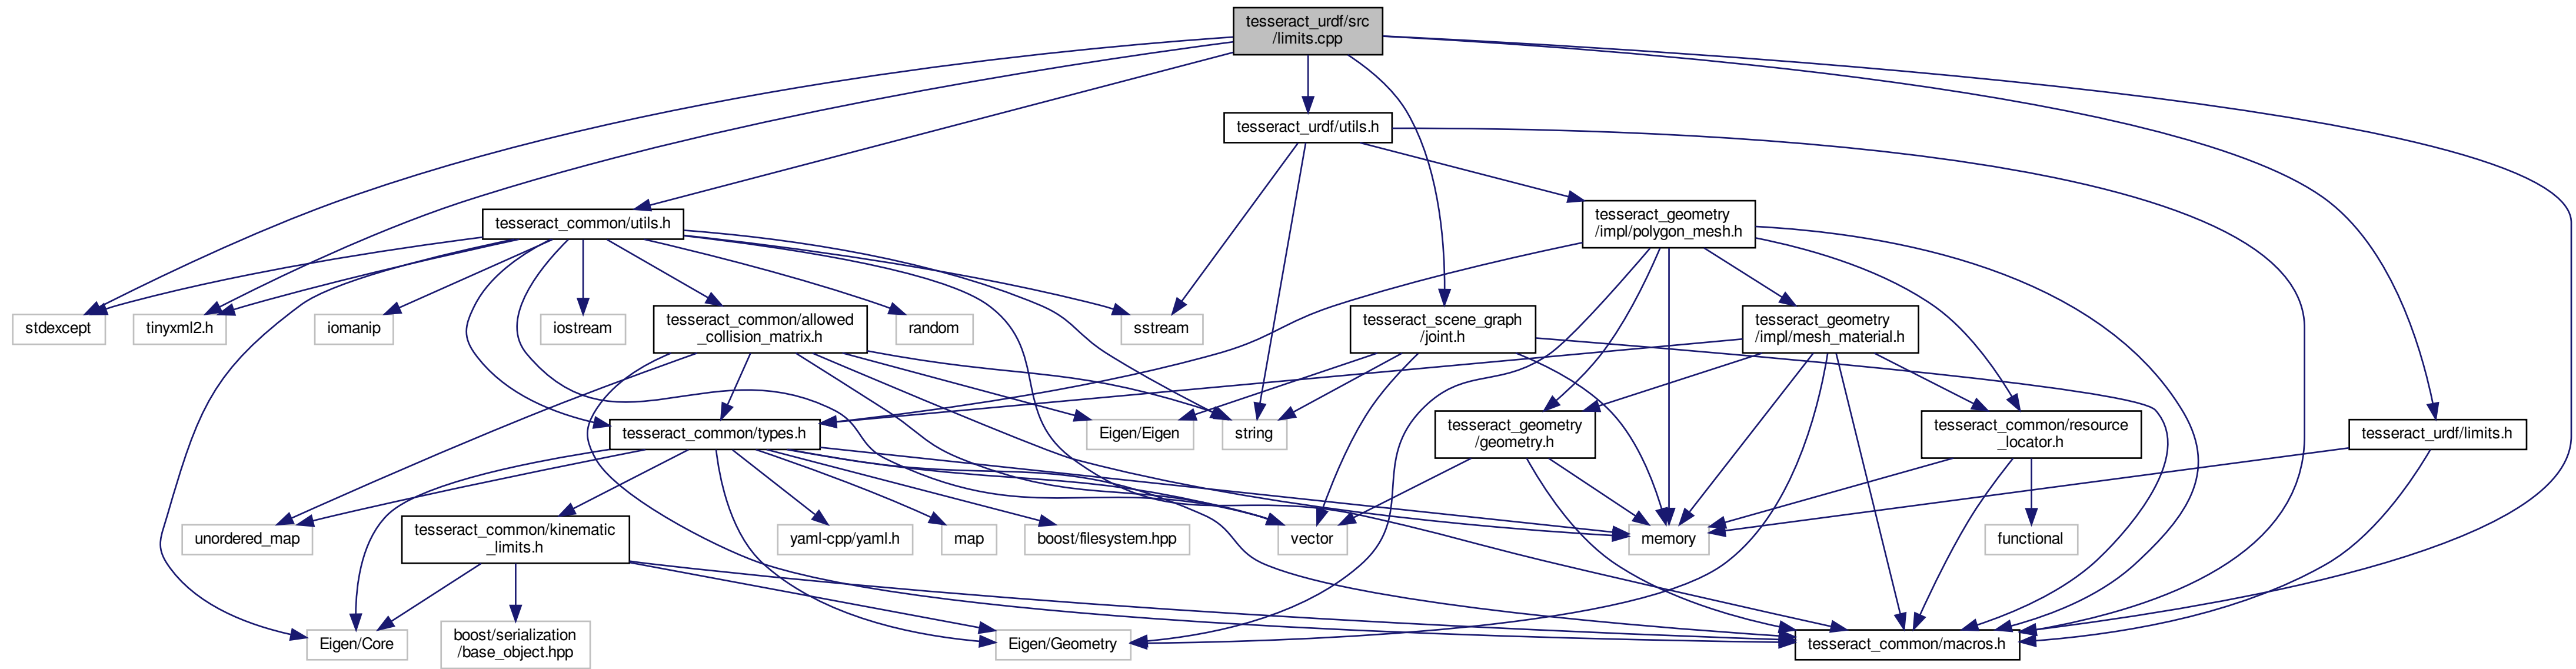 tesseract_urdf/src
/limits.cpp
tesseract_urdf/utils.h
tesseract_common/utils.h
tesseract_geometry
/impl/polygon_mesh.h
stdexcept
tinyxml2.h
iomanip
iostream
tesseract_common/allowed
_collision_matrix.h
random
sstream
tesseract_scene_graph
/joint.h
tesseract_geometry
/impl/mesh_material.h
tesseract_common/types.h
Eigen/Eigen
string
tesseract_geometry
/geometry.h
tesseract_common/resource
_locator.h
tesseract_urdf/limits.h
unordered_map
tesseract_common/kinematic
_limits.h
yaml-cpp/yaml.h
map
boost/filesystem.hpp
vector
memory
functional
Eigen/Core
boost/serialization
/base_object.hpp
Eigen/Geometry
tesseract_common/macros.h